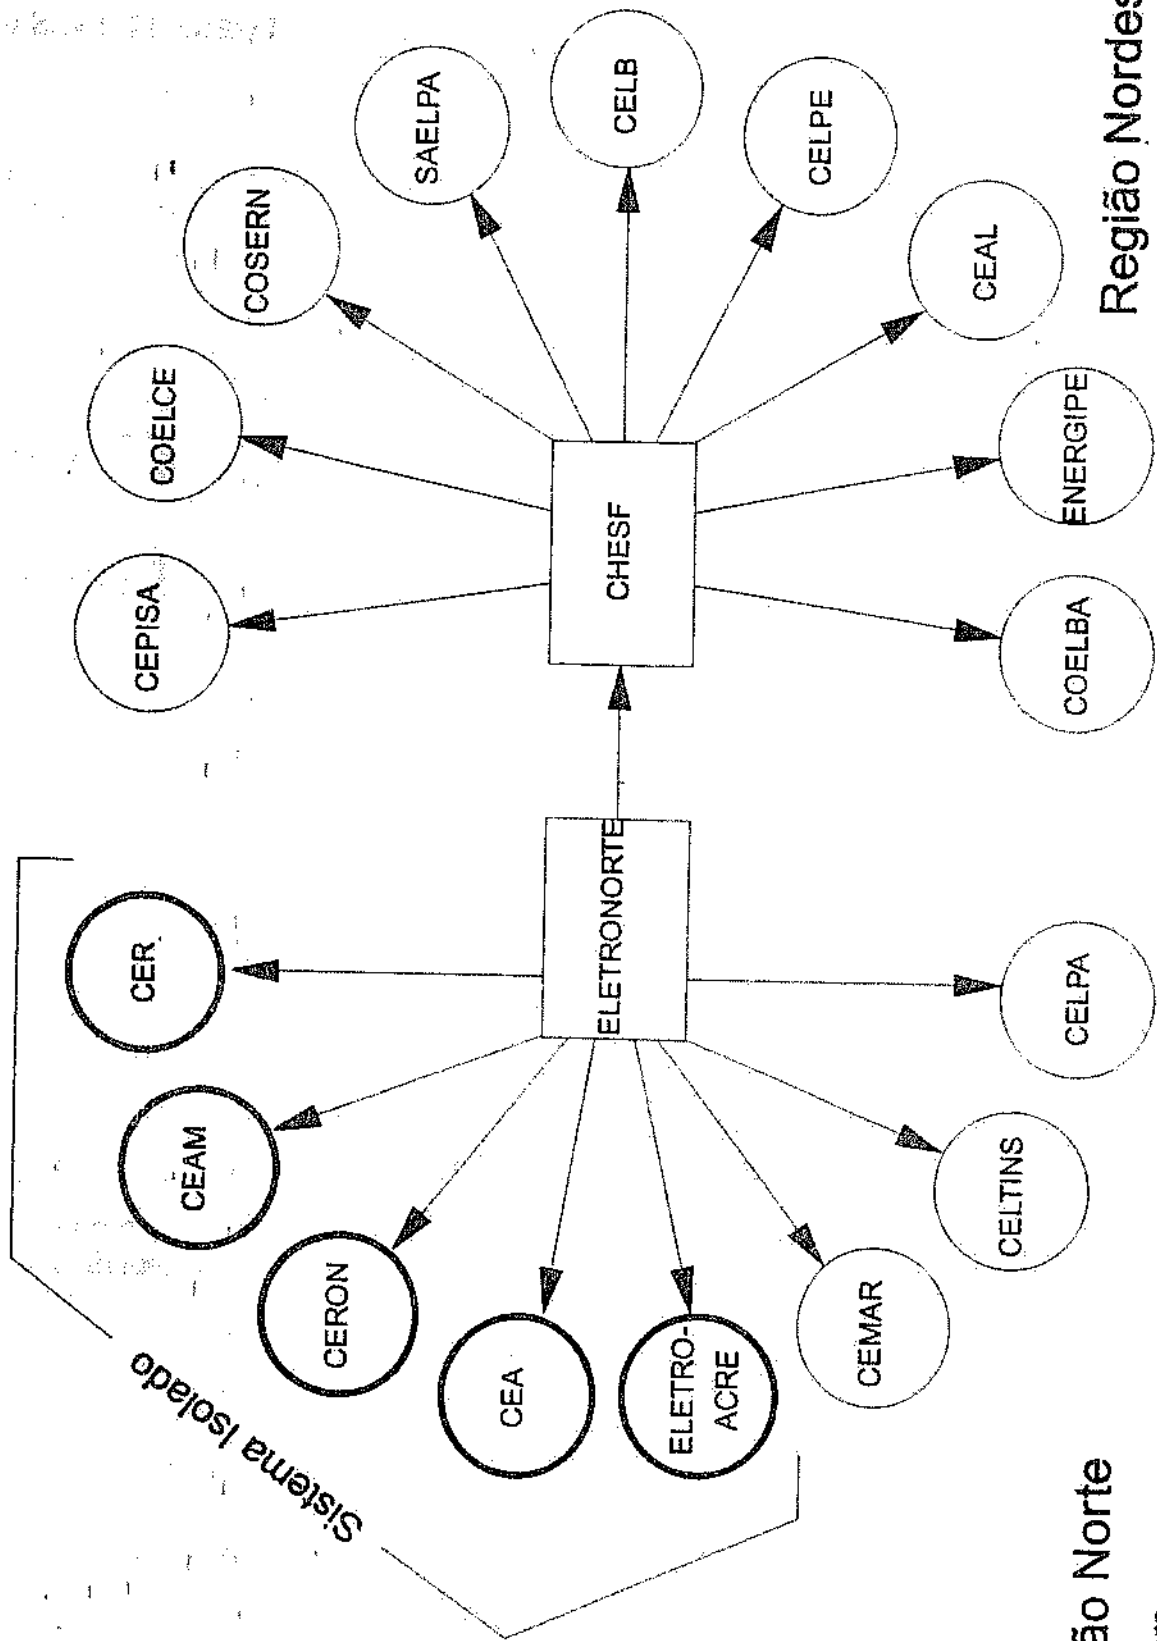 Sistema Isolado
CER
CEAM
CERON
CEA
ELETRO-
ACRE
CEMAR
CELTINS
CELPA
ELETRONORTE
CHESF
CEPISA
COELCE
COSERN
SAELPA
CELB
CELPE
CEAL
ENERGIPE
COELBA
ão Norte
Região Nordes